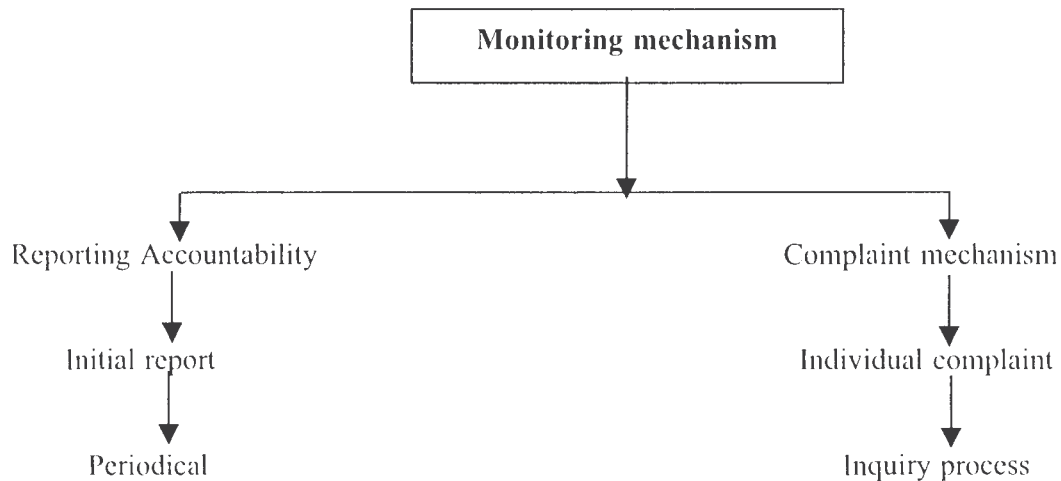 Monitoring mechanism
Reporting Accountability
Complaint mechanism
Initial report
Individual complaint
Periodical
Inquiry process